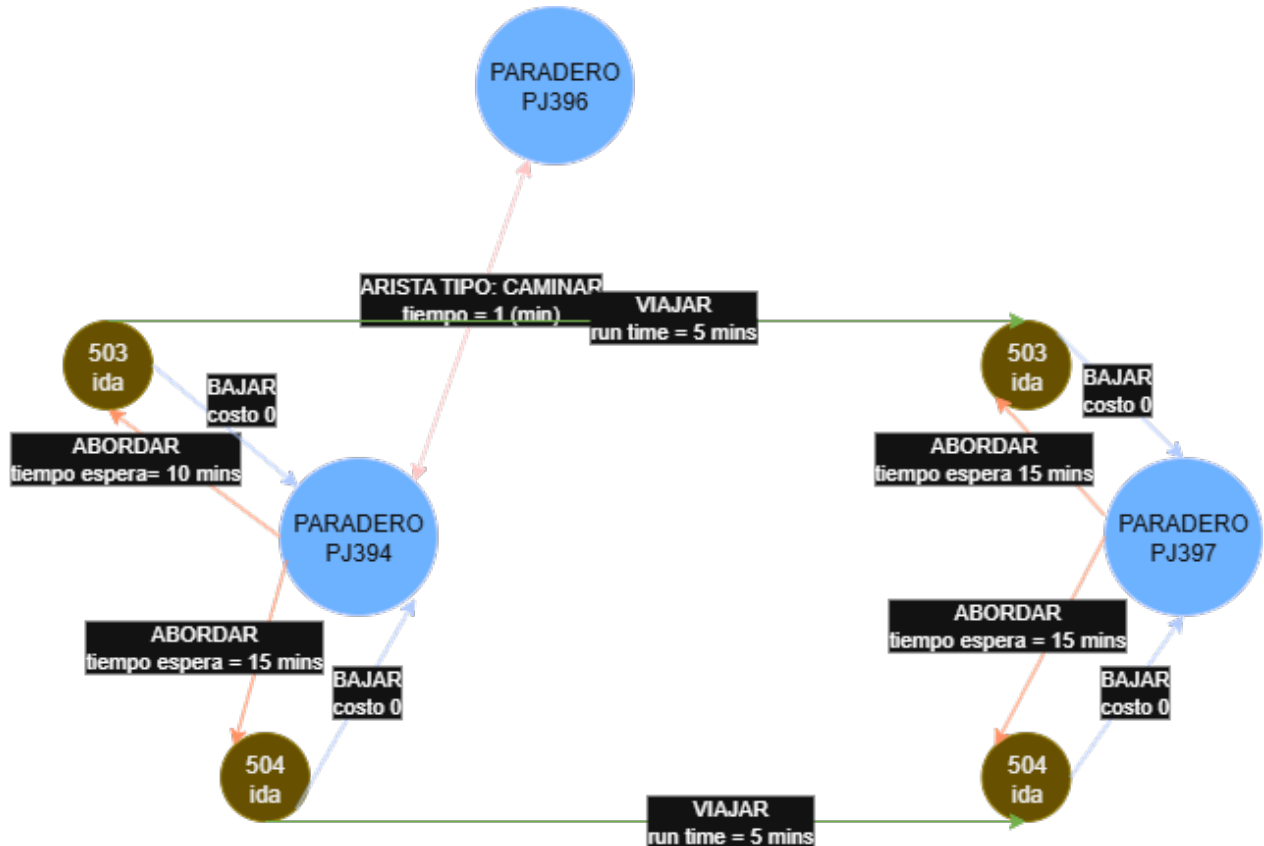 PARADERO
PJ396
ARISTA TIPO: CAMINAR
tiempo = 1 (min)
VIAJAR
run time = 5 mins
503
ida
BAJAR
costo 0
ABORDAR
tiempo espera= 10 mins
PARADERO
PJ394
ABORDAR
tiempo espera = 15 mins
BAJAR
costo 0
504
ida
503
ida
BAJAR
costo 0
ABORDAR
tiempo espera 15 mins
PARADERO
PJ397
ABORDAR
tiempo espera = 15 mins
BAJAR
costo 0
504
ida
VIAJAR
run time = 5 mins